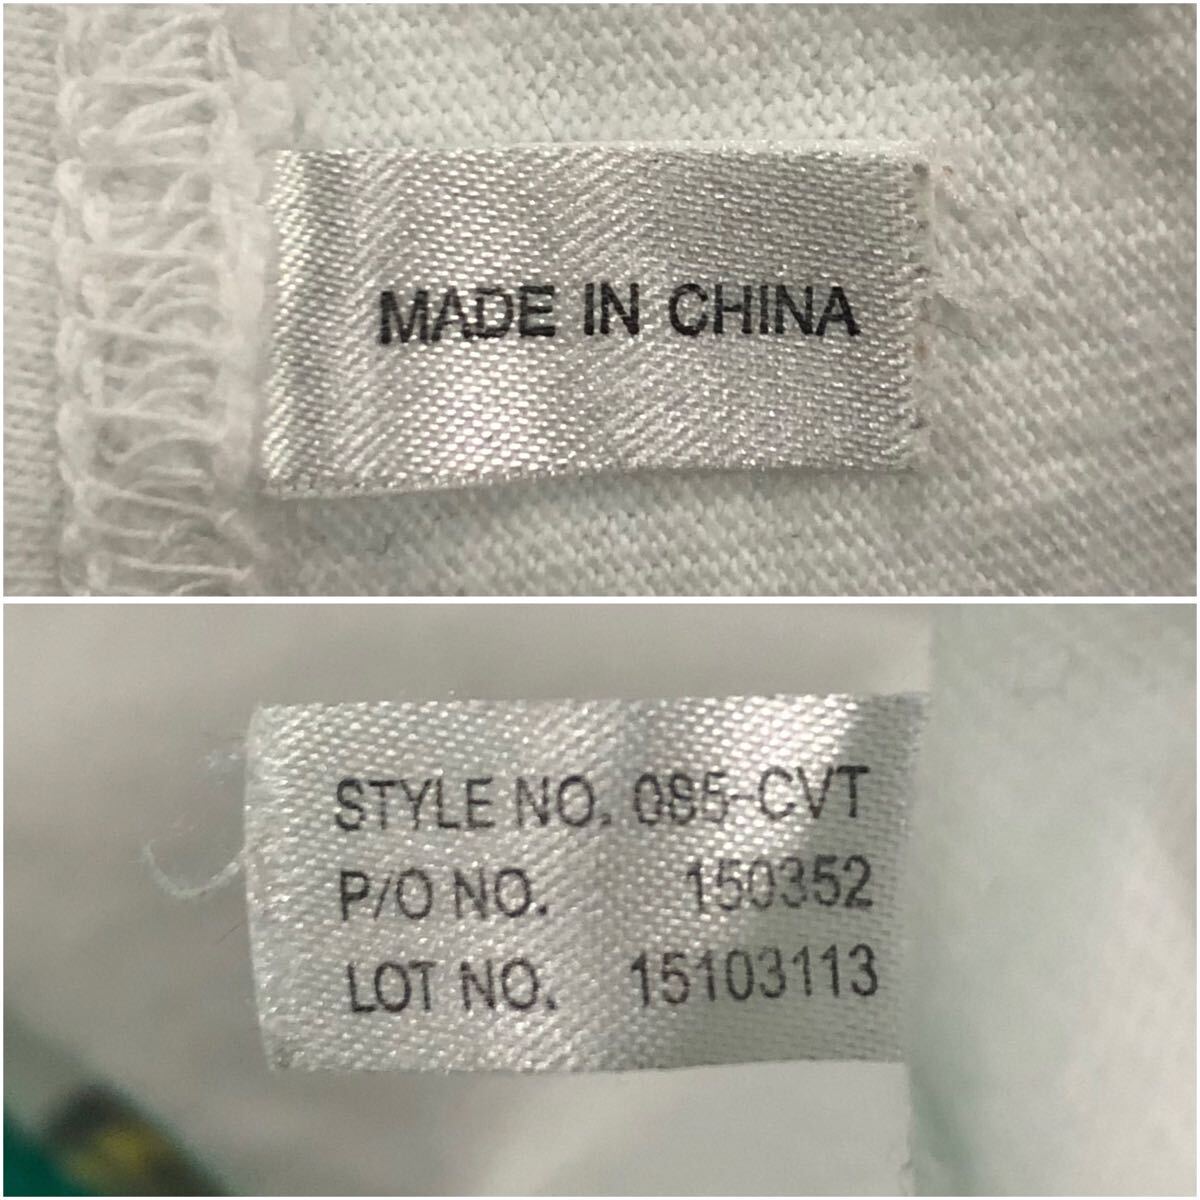 MADE IN CHINA
STYLE NO. 085-CVT
P/O NO. 150352
LOT NO. 15103113